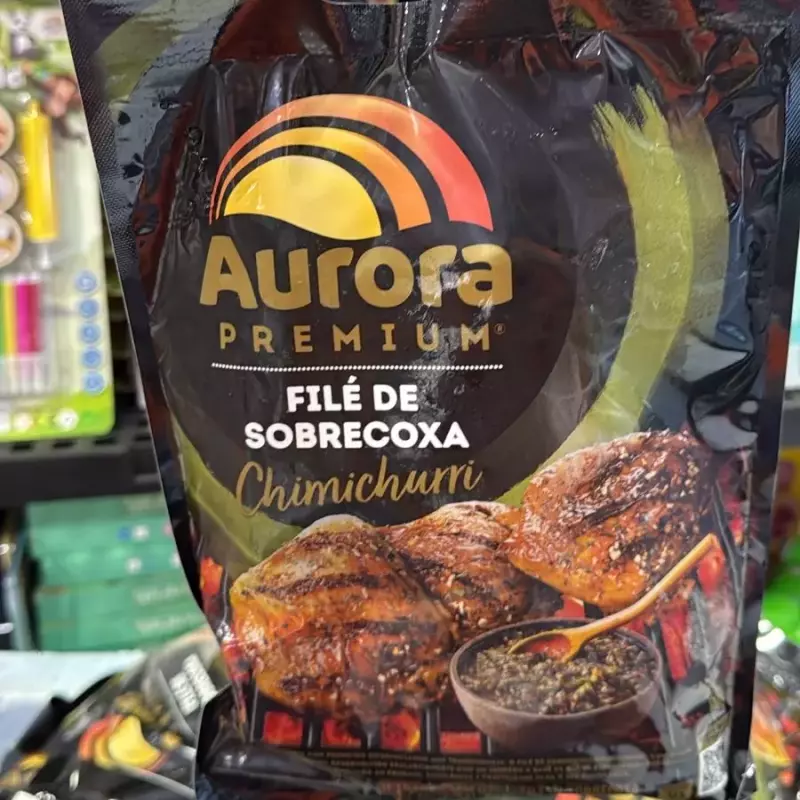 Aurora
PREMIUM®
FILÉ DE
SOBRECOXA
Chimichurri